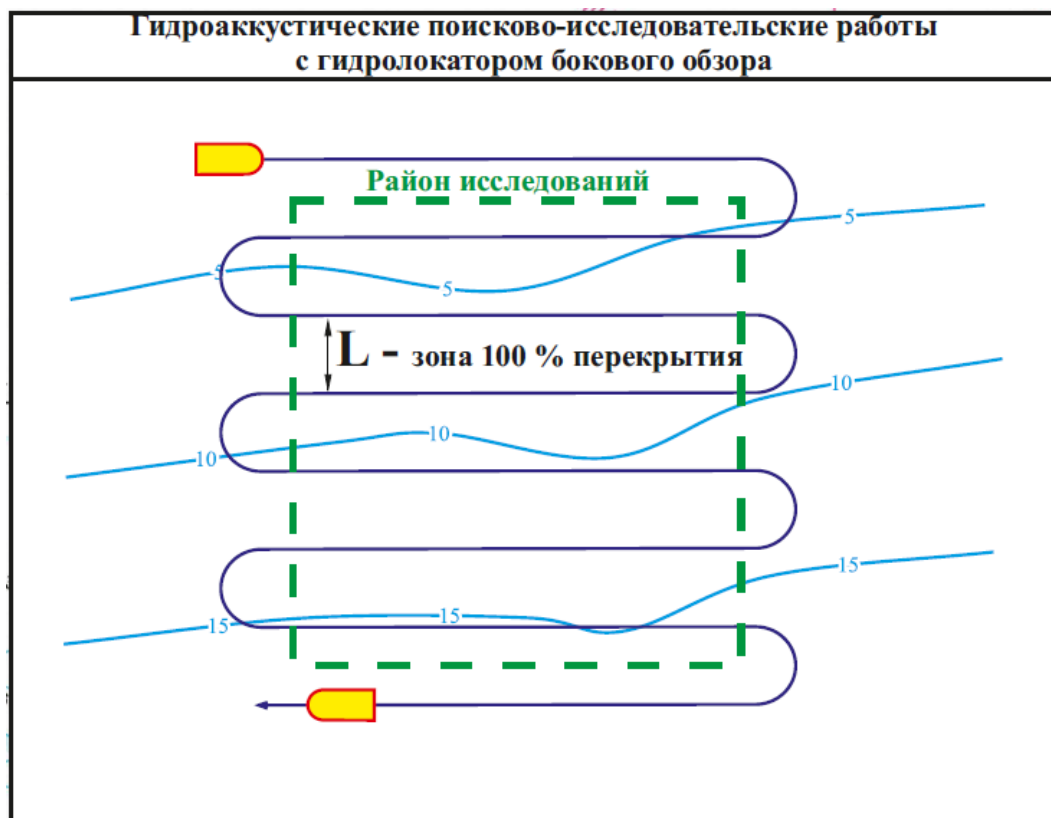 Гидроаккустические поисково-исследовательские работы
с гидролокатором бокового обзора
Район исследований
5
5
5
L - зона 100 % перекрытия
10
10
10
15
15
15